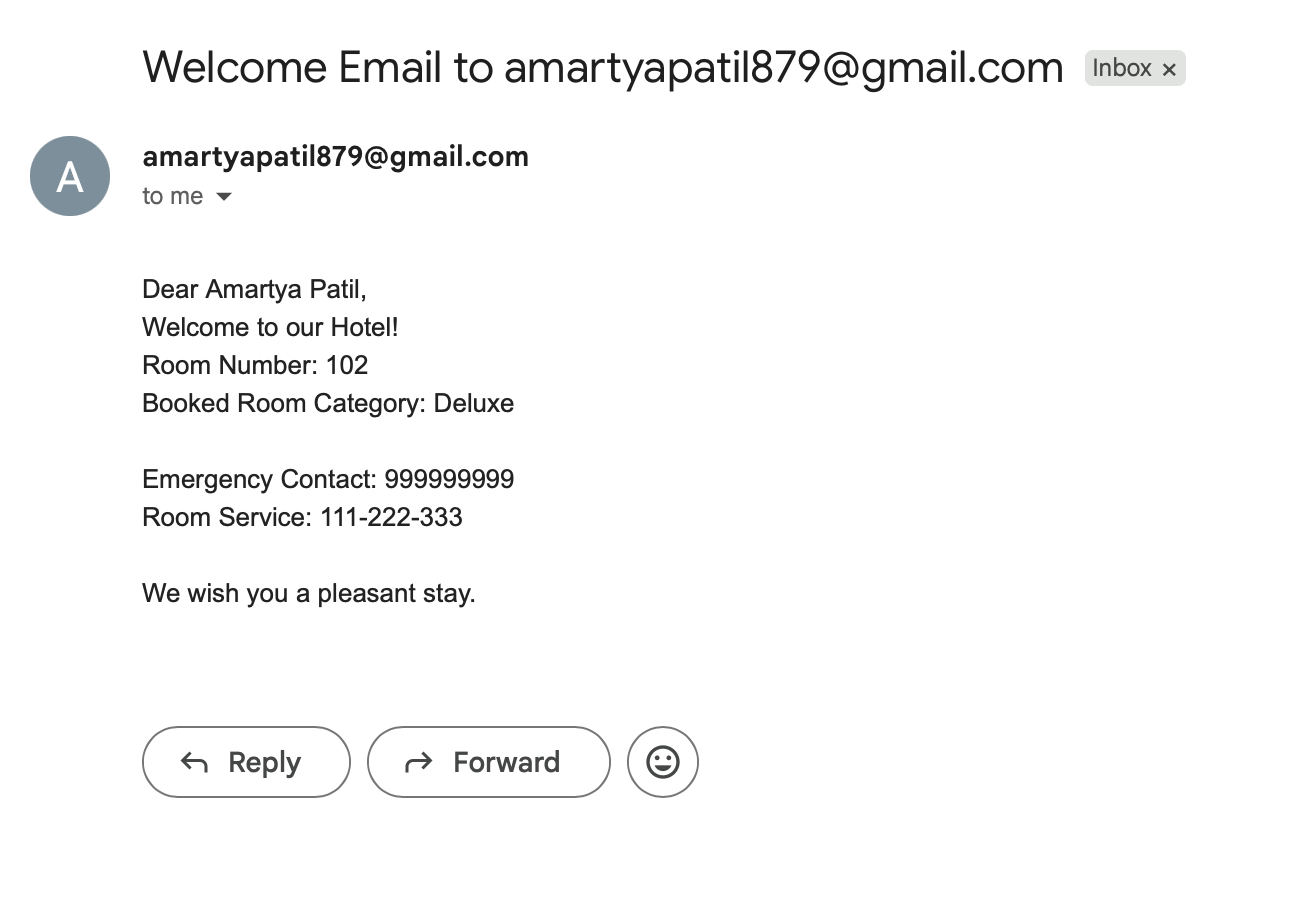 Welcome Email to amartyapatil879@gmail.com Inbox ×
A
amartyapatil879@gmail.com
to me
Dear Amartya Patil,
Welcome to our Hotel!
Room Number: 102
Booked Room Category: Deluxe
Emergency Contact: 999999999
Room Service: 111-222-333
We wish you a pleasant stay.
Reply Forward